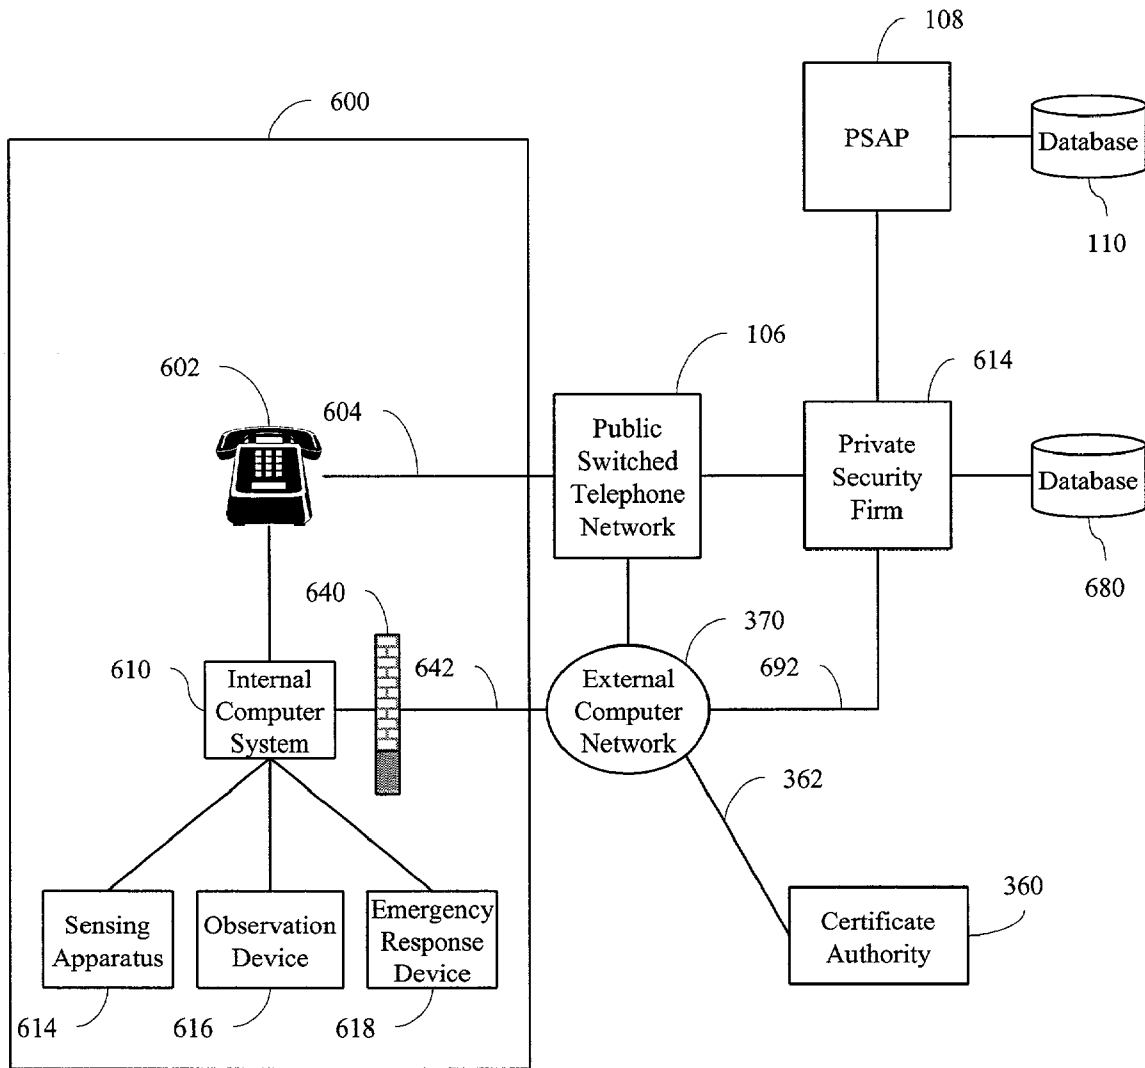 108
600
PSAP
Database
110
106
614
602
604
Public
Switched
Telephone
Network
Private
Security
Firm
Database
680
640
370
610
Internal
Computer
System
642
External
Computer
Network
692
362
360
Sensing
Apparatus
Observation
Device
Emergency
Response
Device
Certificate
Authority
614
616
618